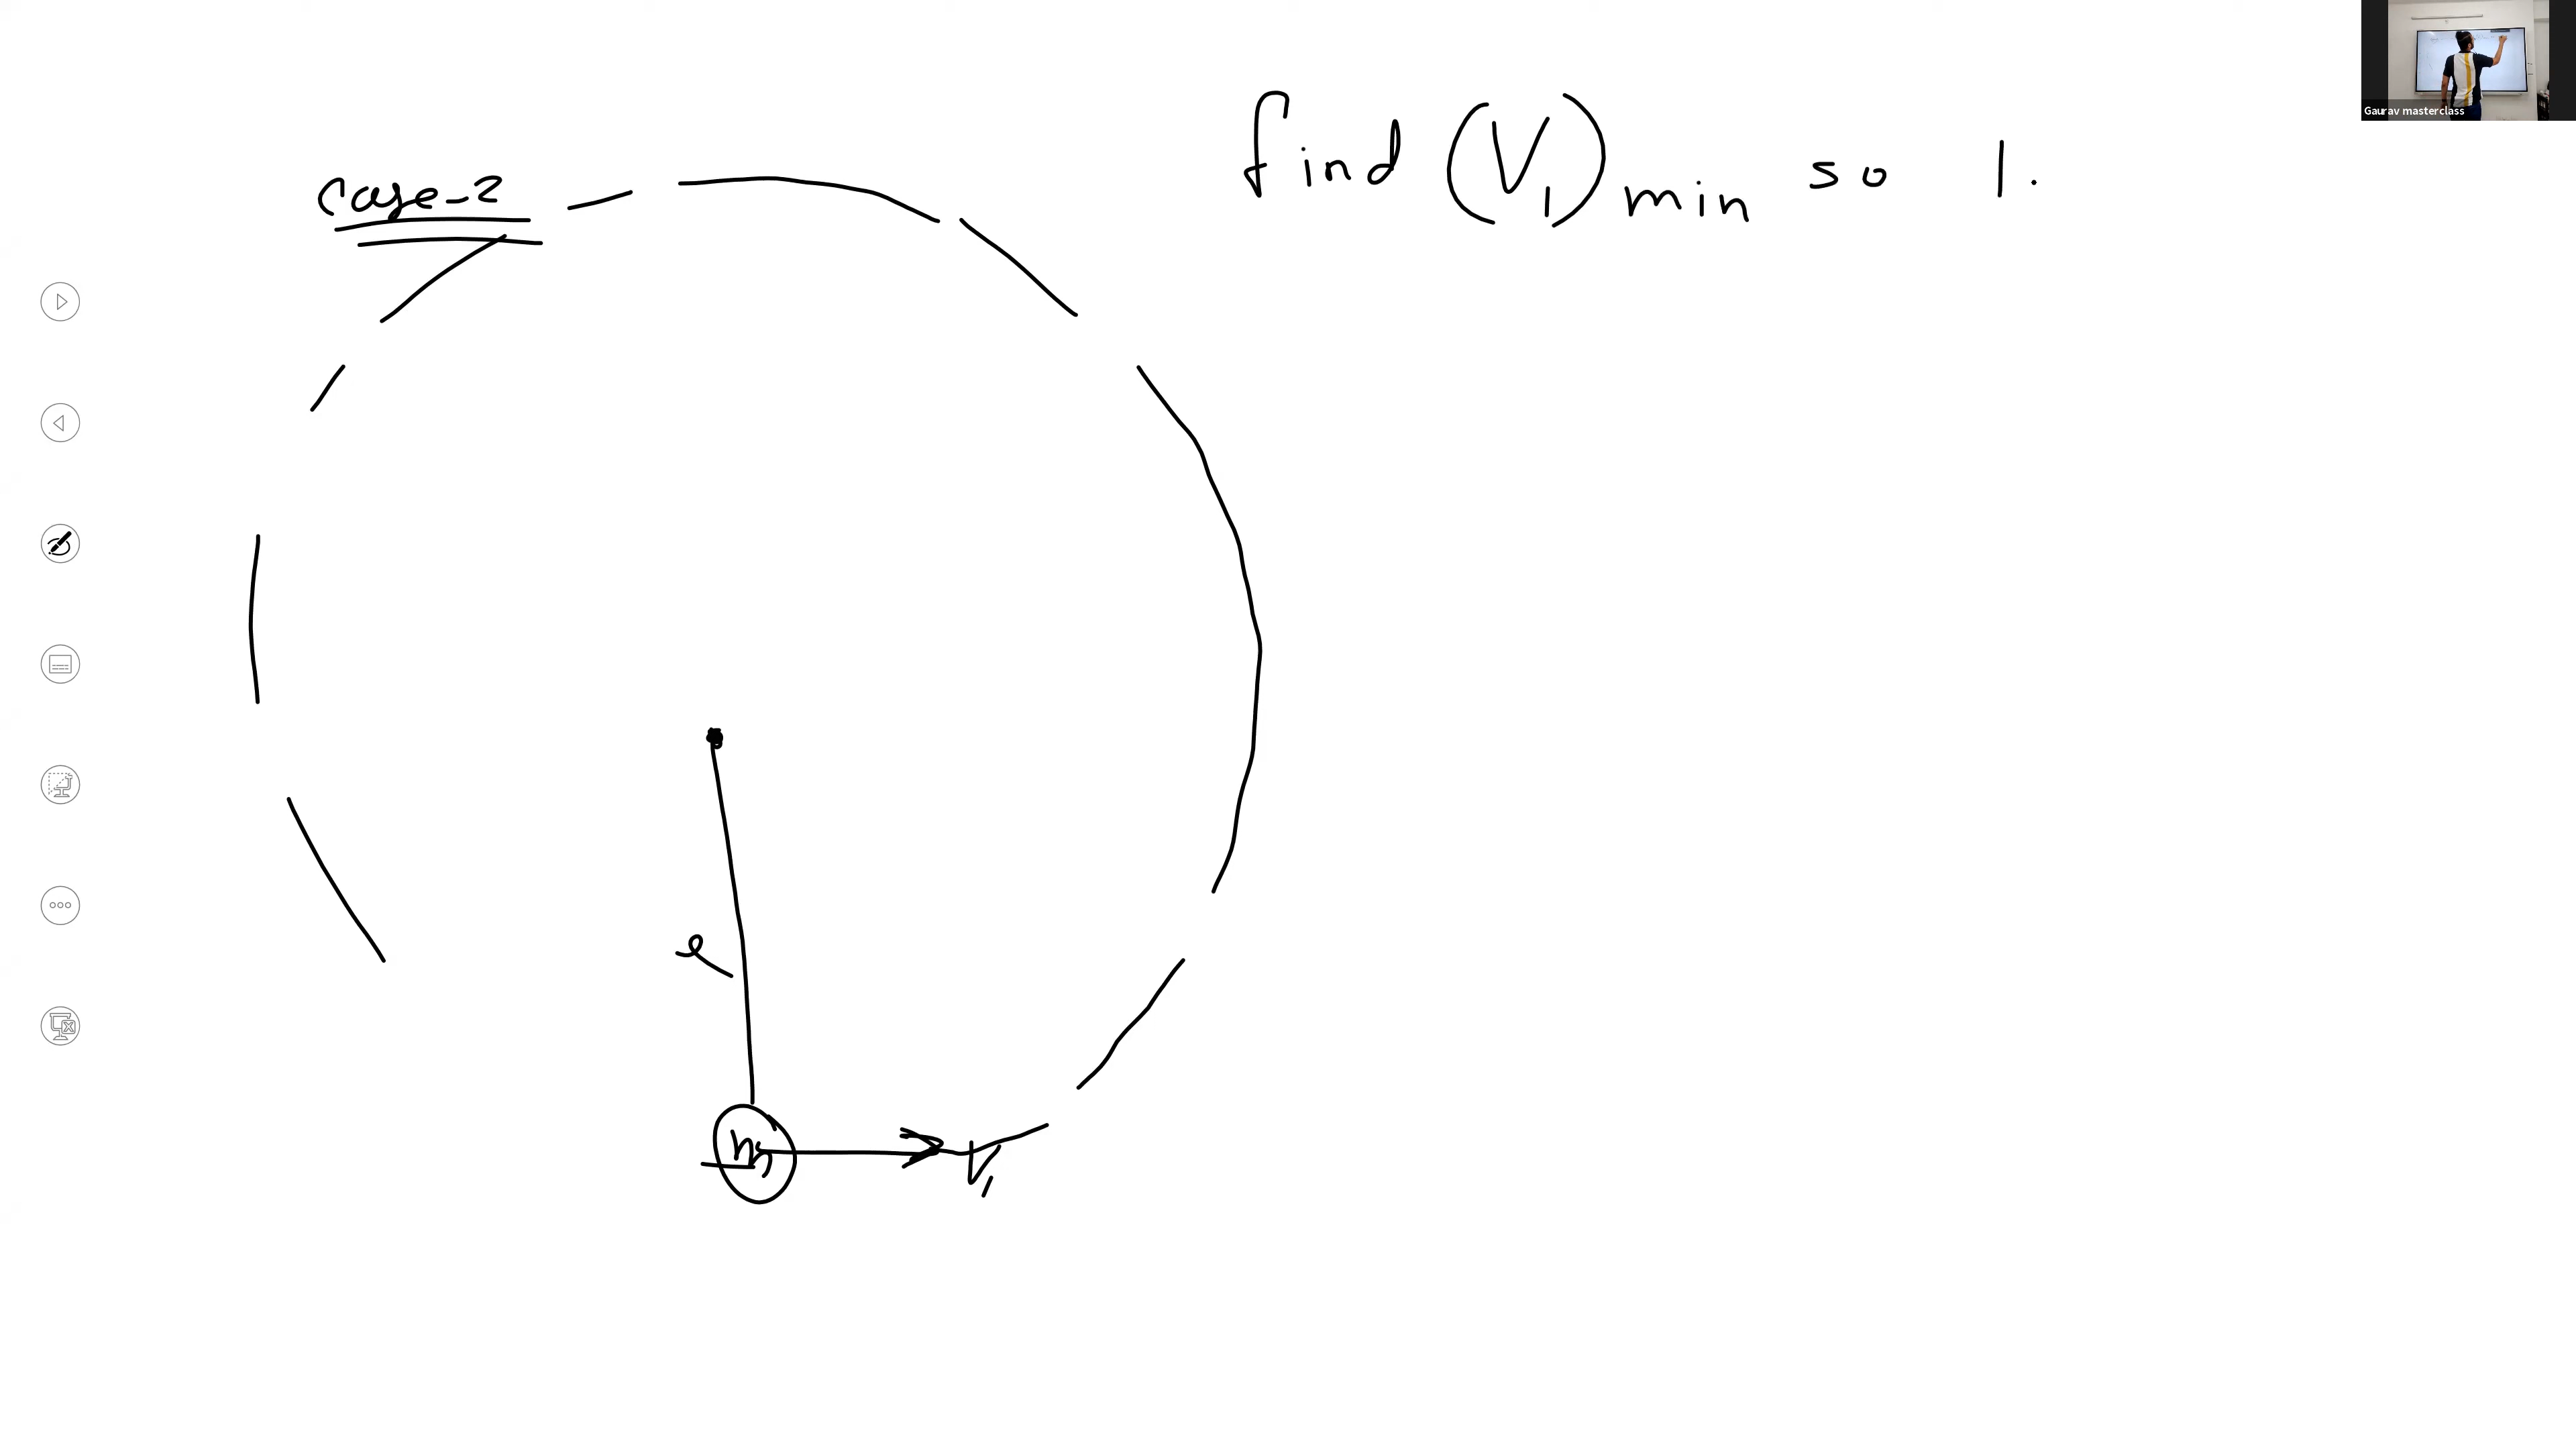 Gaurav masterclass
find (V₁)min so 1.
Case-2
l
m
V₁